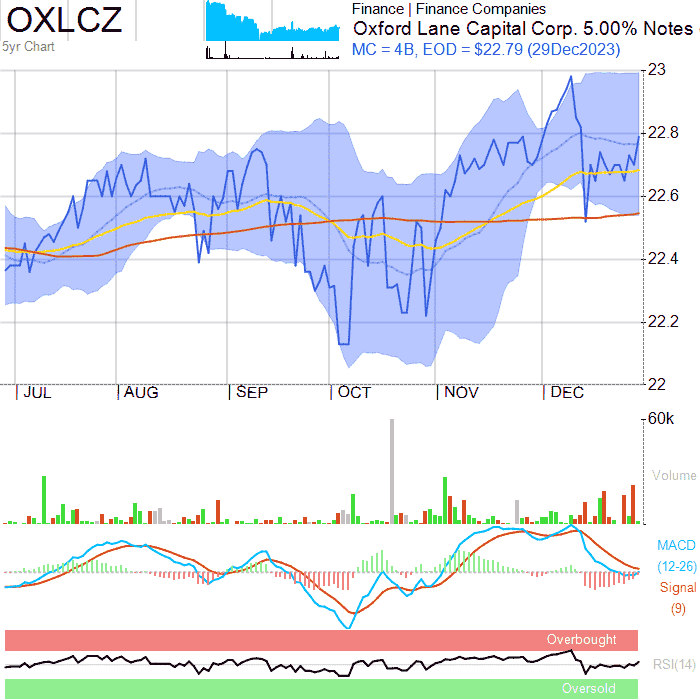 OXLCZ
5yr Chart
Finance | Finance Companies
Oxford Lane Capital Corp. 5.00% Notes
MC = 4B, EOD = $22.79 (29Dec2023)
23
22.8
22.6
22.4
22.2
22
JUL AUG SEP OCT NOV DEC
60k
Volume
MACD
(12-26)
Signal
(9)
Overbought
RSI(14)
Oversold